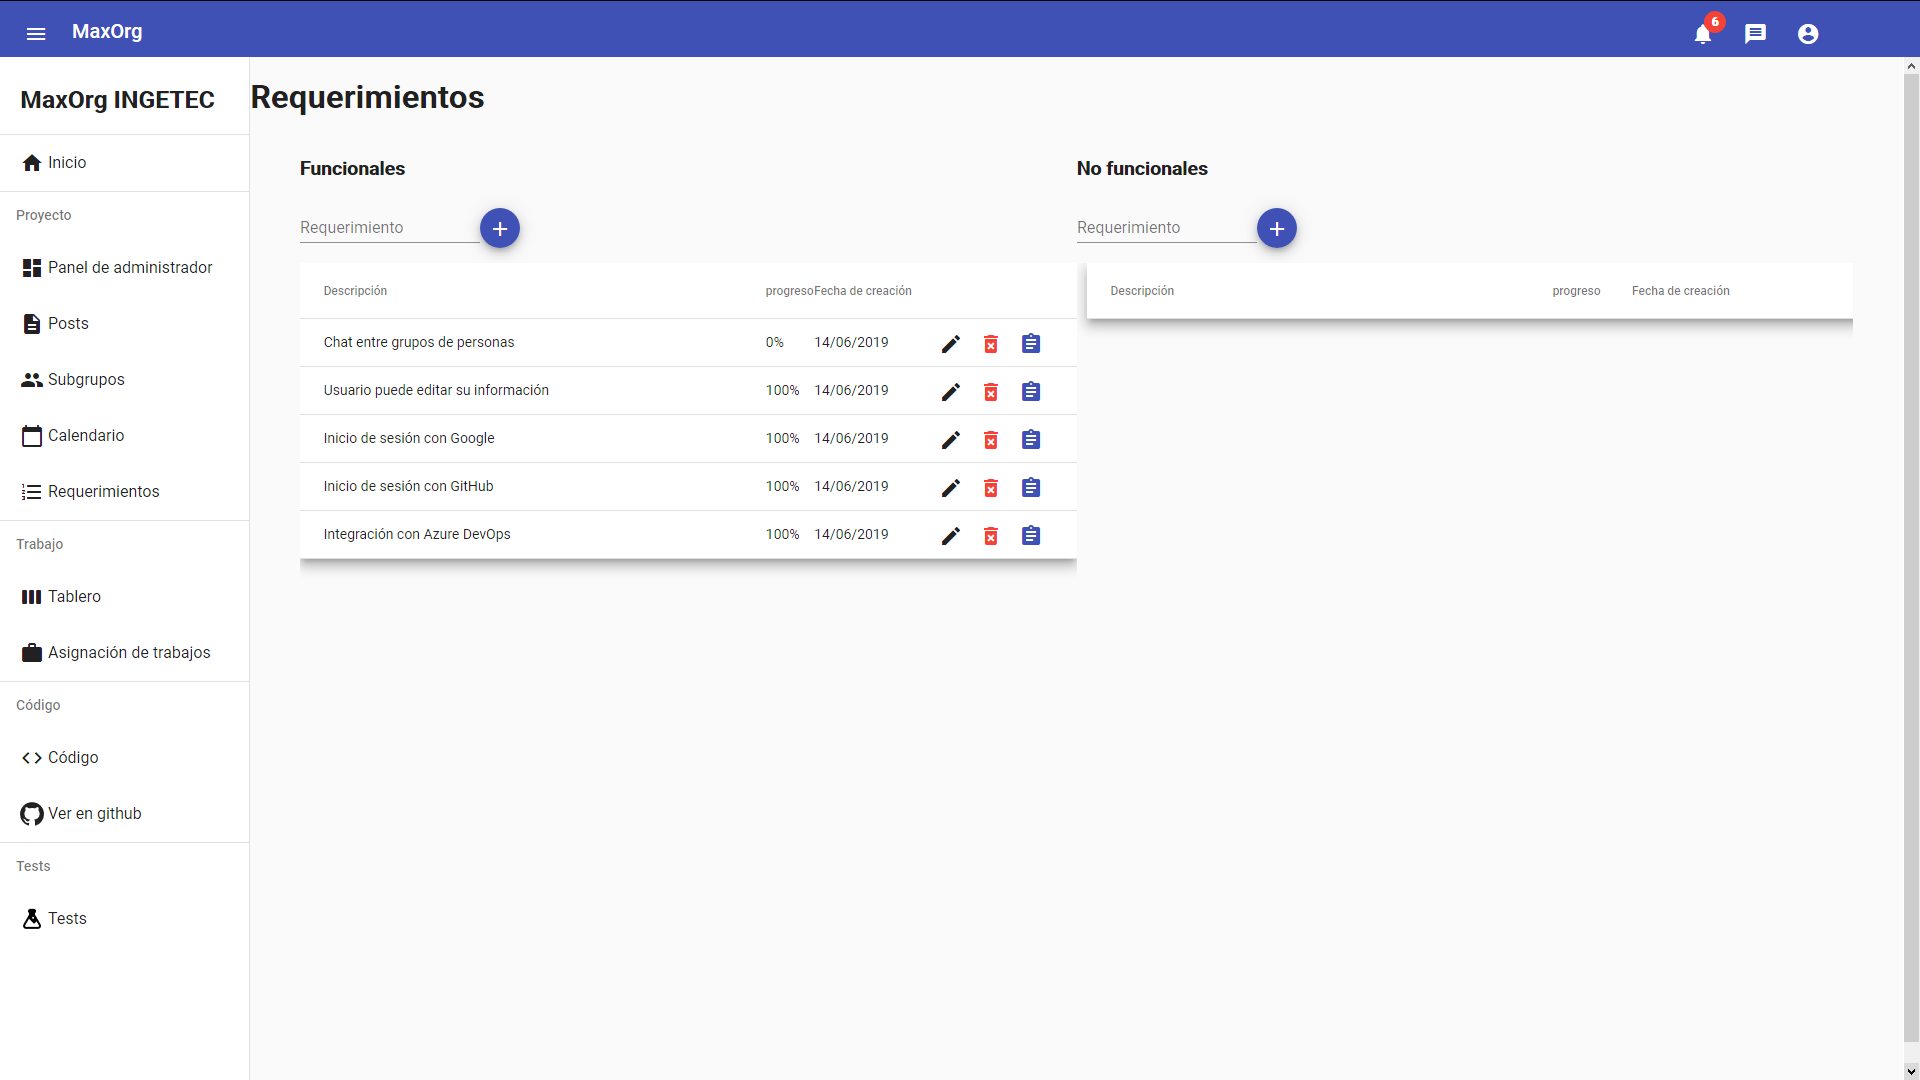 MaxOrg
6
MaxOrg INGETEC
Inicio
Proyecto
Panel de administrador
Posts
Subgrupos
Calendario
Requerimientos
Trabajo
Tablero
Asignación de trabajos
Código
Código
Ver en github
Tests
Tests
Requerimientos
Funcionales
Requerimiento
Descripción progreso Fecha de creación
Chat entre grupos de personas 0% 14/06/2019
Usuario puede editar su información 100% 14/06/2019
Inicio de sesión con Google 100% 14/06/2019
Inicio de sesión con GitHub 100% 14/06/2019
Integración con Azure DevOps 100% 14/06/2019
No funcionales
Requerimiento
Descripción progreso Fecha de creación